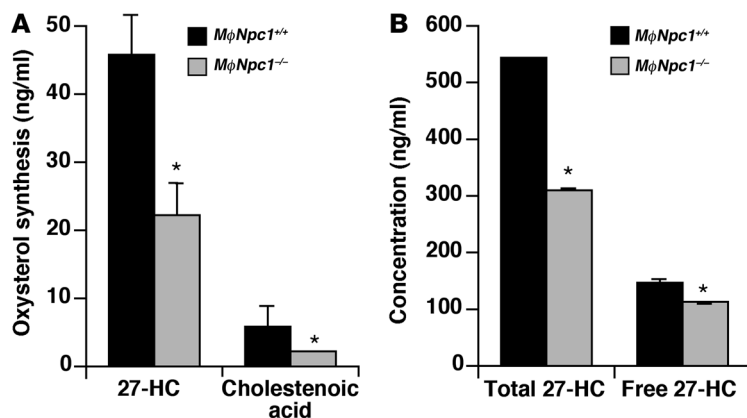 A
Oxysterol synthesis (ng/ml)
50
40
30
20
10
0
MϕNpc1+/+
MϕNpc1−/−
*
*
27-HC
Cholestenoic
acid
B
Concentration (ng/ml)
600
500
400
300
200
100
0
MϕNpc1+/+
MϕNpc1−/−
*
*
Total 27-HC
Free 27-HC